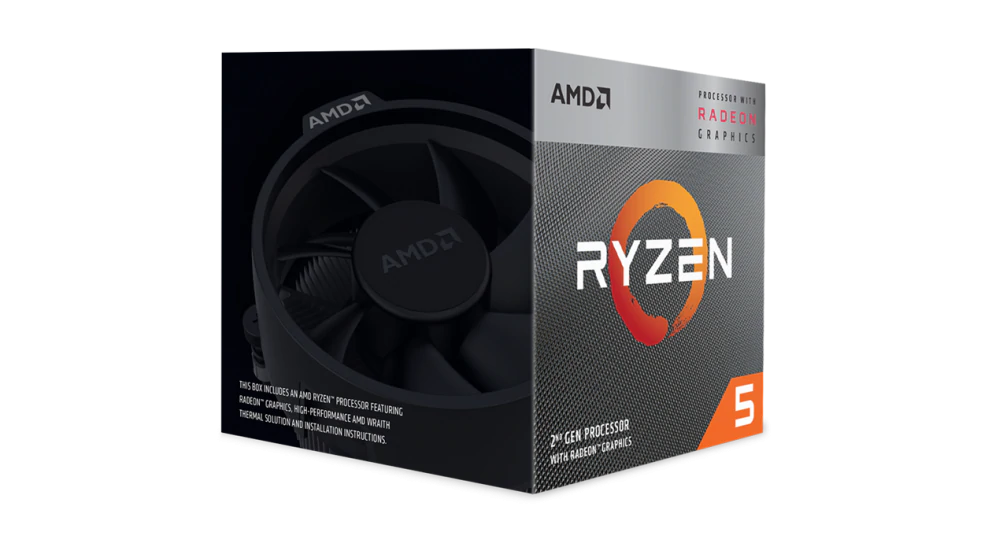 AMD
AMD
THIS BOX INCLUDES AN AMD RYZEN™ PROCESSOR FEATURING
RADEON™ GRAPHICS, HIGH-PERFORMANCE AMD WRAITH
THERMAL SOLUTION AND INSTALLATION INSTRUCTIONS.
AMD
PROCESSOR WITH
RADEON
GRAPHICS
RYZEN
5
2ND GEN PROCESSOR
WITH RADEON™ GRAPHICS